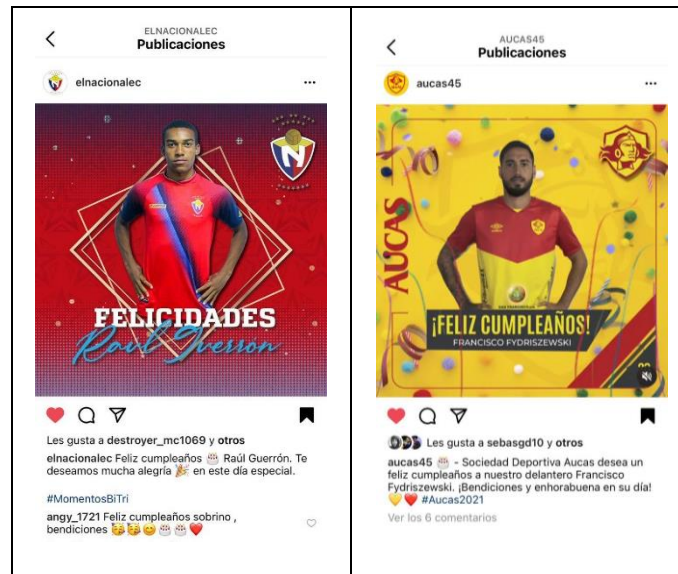 ELNACIONALEC
Publicaciones
elnacionalec
N
FELICIDADES
Raúl Guerrón
Les gusta a destroyer_mc1069 y otros
elnacionalec Feliz cumpleaños 🎂 Raúl Guerrón. Te
deseamos mucha alegría 🎉 en este día especial.
#MomentosBiTri
angy_1721 Feliz cumpleaños sobrino ,
bendiciones 🥳🥳😊🎂🎂❤️
AUCAS45
Publicaciones
aucas45
AUCAS
¡FELIZ CUMPLEAÑOS!
FRANCISCO FYDRISZEWSKI
Les gusta a sebasgd10 y otros
aucas45 🎂 - Sociedad Deportiva Aucas desea un
feliz cumpleaños a nuestro delantero Francisco
Fydriszewski. ¡Bendiciones y enhorabuena en su día!
💛❤️ #Aucas2021
Ver los 6 comentarios